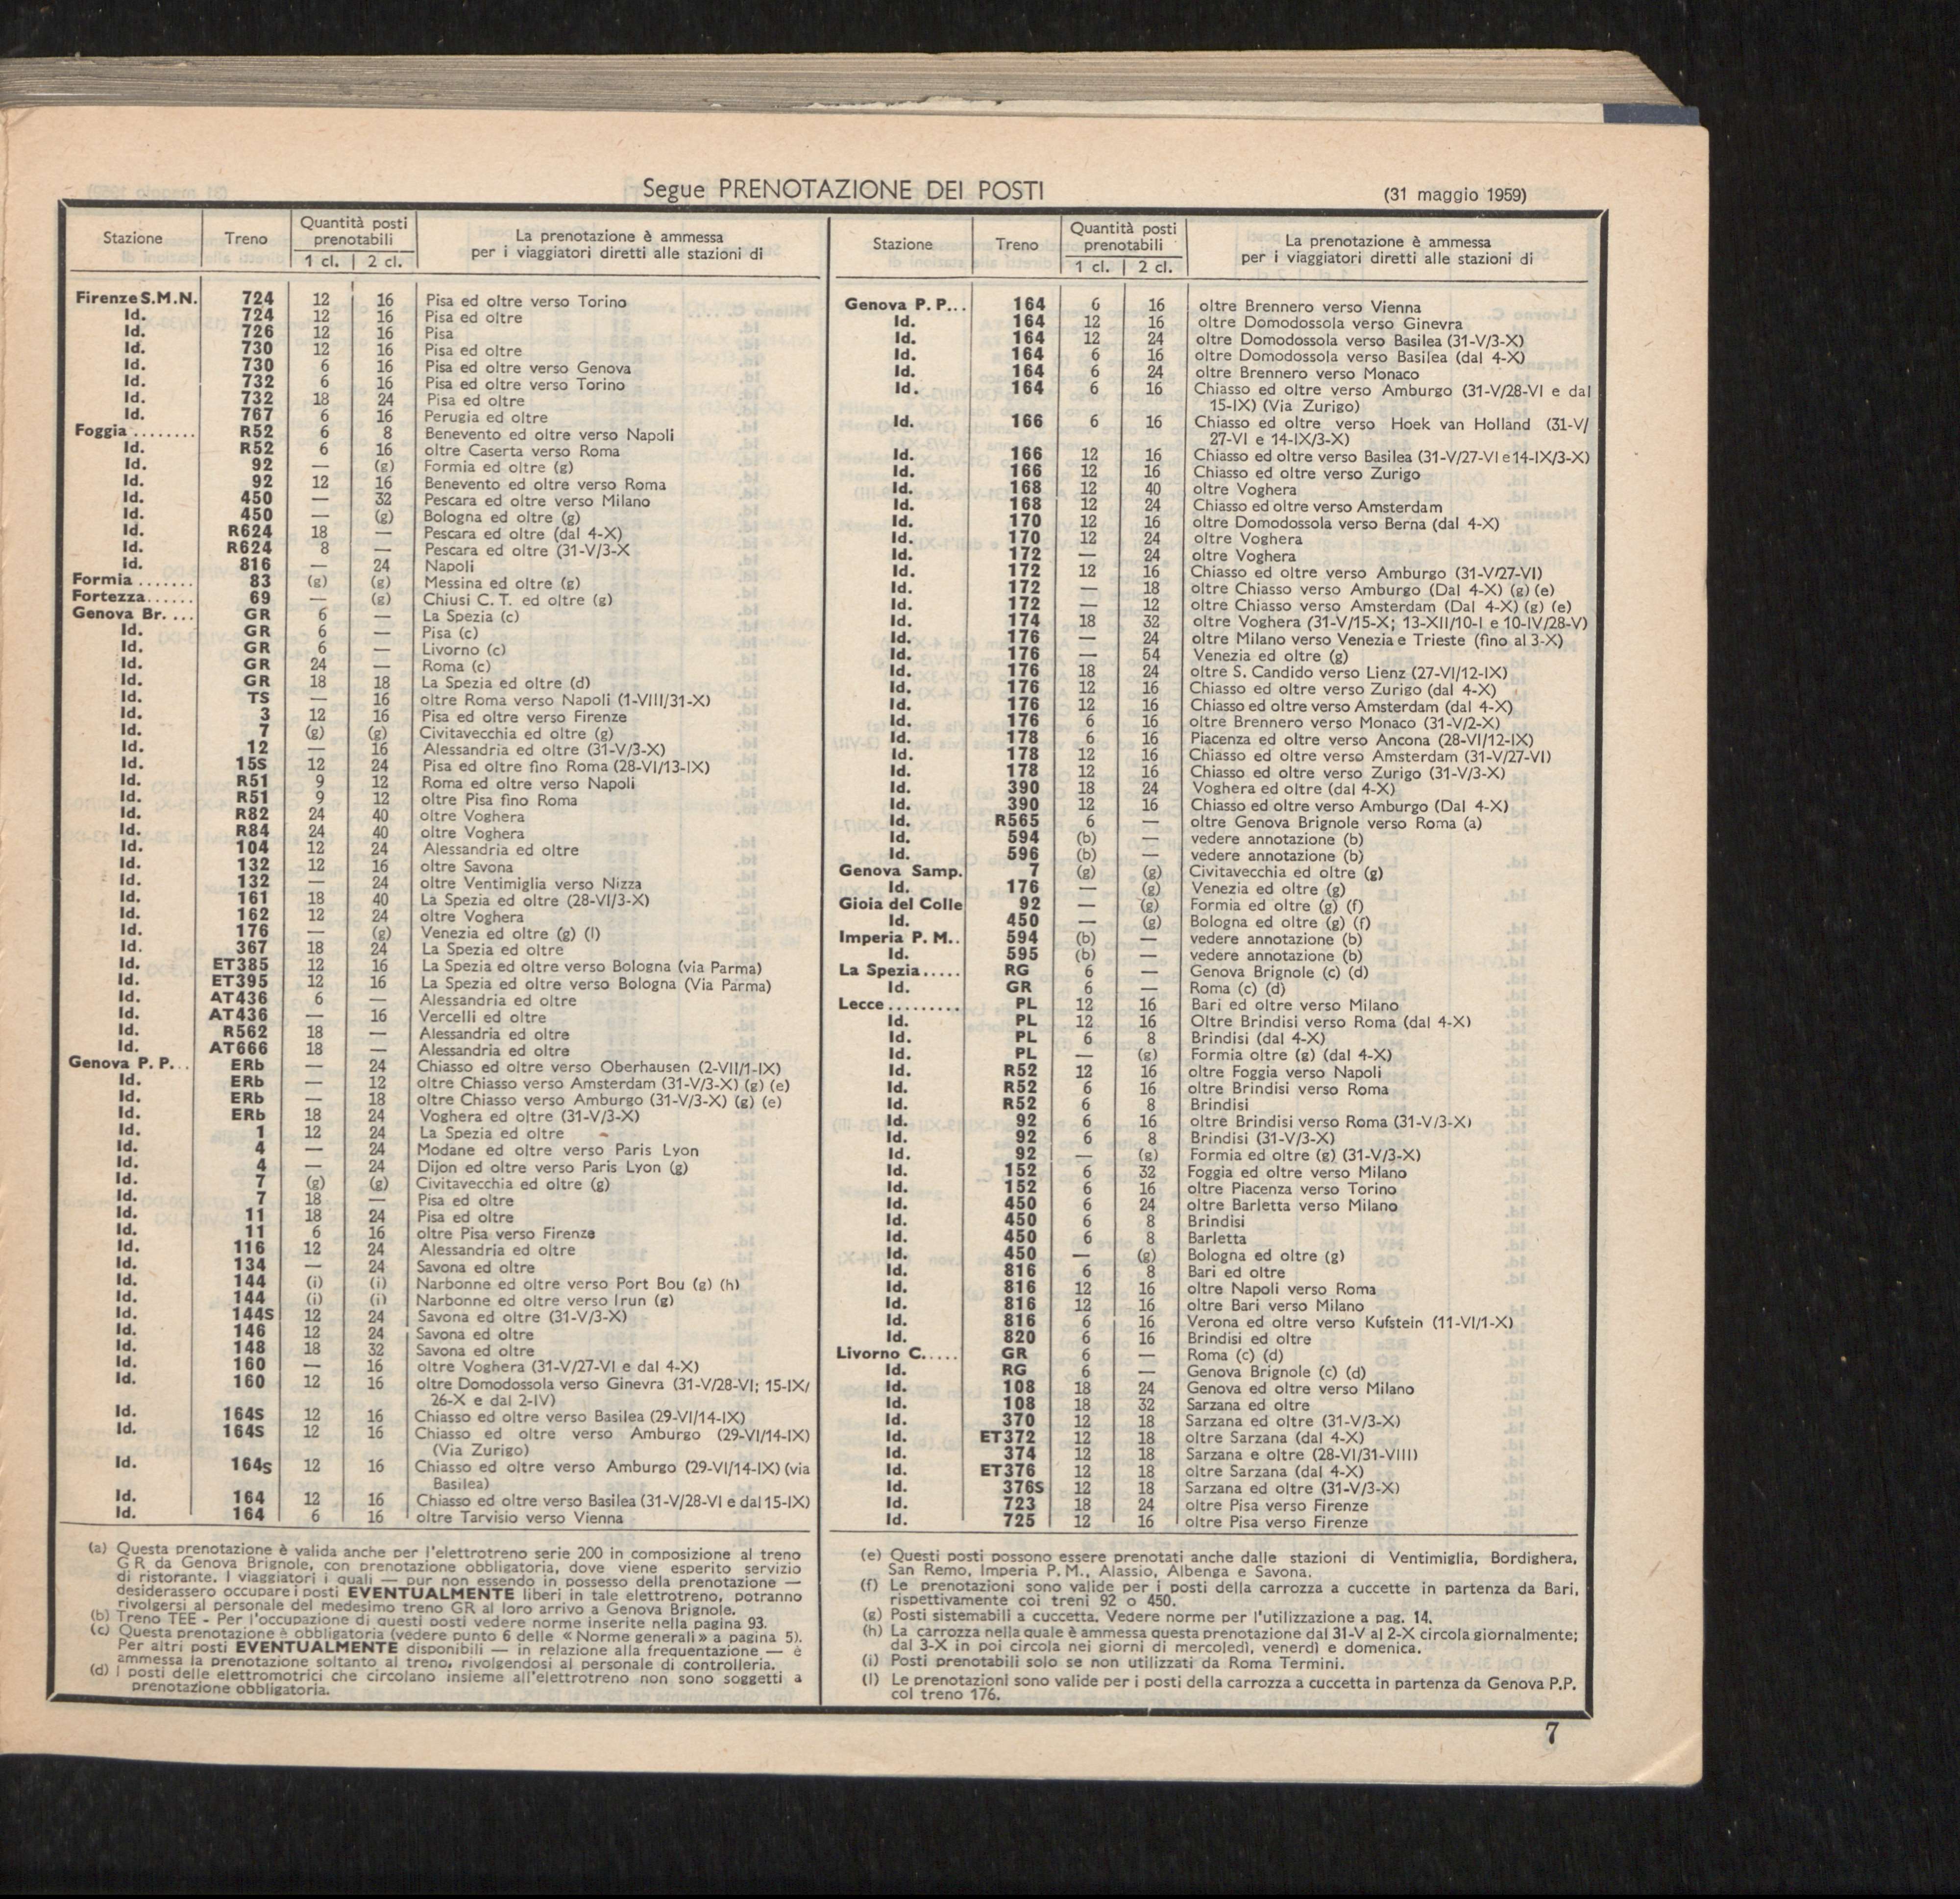 Segue PRENOTAZIONE DEI POSTI (31 maggio 1959)
Stazione Treno Quantità posti prenotabili 1 cl. 2 cl. La prenotazione è ammessa per i viaggiatori diretti alle stazioni di
Firenze S.M.N. 724 12 16 Pisa ed oltre verso Torino
Id. 724 12 16 Pisa ed oltre
Id. 726 12 16 Pisa
Id. 730 12 16 Pisa ed oltre
Id. 730 6 16 Pisa ed oltre verso Genova
Id. 732 6 16 Pisa ed oltre verso Torino
Id. 732 18 24 Pisa ed oltre
Id. 767 6 16 Perugia ed oltre
Foggia ........ R52 6 8 Benevento ed oltre verso Napoli
Id. R52 6 16 oltre Caserta verso Roma
Id. 92 — (g) Formia ed oltre (g)
Id. 92 12 16 Benevento ed oltre verso Roma
Id. 450 — 32 Pescara ed oltre verso Milano
Id. 450 — (g) Bologna ed oltre (g)
Id. R624 18 — Pescara ed oltre (dal 4-X)
Id. R624 8 — Pescara ed oltre (31-V/3-X
Id. 816 — 24 Napoli
Formia ....... 83 (g) (g) Messina ed oltre (g)
Fortezza...... 69 — (g) Chiusi C. T. ed oltre (g)
Genova Br. ... GR 6 — La Spezia (c)
Id. GR 6 — Pisa (c)
Id. GR 6 — Livorno (c)
Id. GR 24 — Roma (c)
Id. GR 18 18 La Spezia ed oltre (d)
Id. TS — 16 oltre Roma verso Napoli (1-VIII/31-X)
Id. 3 12 16 Pisa ed oltre verso Firenze
Id. 7 (g) (g) Civitavecchia ed oltre (g)
Id. 12 — 16 Alessandria ed oltre (31-V/3-X)
Id. 15S 12 24 Pisa ed oltre fino Roma (28-VI/13-IX)
Id. R51 9 12 Roma ed oltre verso Napoli
Id. R51 9 12 oltre Pisa fino Roma
Id. R82 24 40 oltre Voghera
Id. R84 24 40 oltre Voghera
Id. 104 12 24 Alessandria ed oltre
Id. 132 12 16 oltre Savona
Id. 132 — 24 oltre Ventimiglia verso Nizza
Id. 161 18 40 La Spezia ed oltre (28-VI/3-X)
Id. 162 12 24 oltre Voghera
Id. 176 — (g) Venezia ed oltre (g) (l)
Id. 367 18 24 La Spezia ed oltre
Id. ET385 12 16 La Spezia ed oltre verso Bologna (via Parma)
Id. ET395 12 16 La Spezia ed oltre verso Bologna (Via Parma)
Id. AT436 6 — Alessandria ed oltre
Id. AT436 — 16 Vercelli ed oltre
Id. R562 18 — Alessandria ed oltre
Id. AT666 18 — Alessandria ed oltre
Genova P. P... ERb — 24 Chiasso ed oltre verso Oberhausen (2-VII/1-IX)
Id. ERb — 12 oltre Chiasso verso Amsterdam (31-V/3-X) (g) (e)
Id. ERb — 18 oltre Chiasso verso Amburgo (31-V/3-X) (g) (e)
Id. ERb 18 24 Voghera ed oltre (31-V/3-X)
Id. 1 12 24 La Spezia ed oltre
Id. 4 — 24 Modane ed oltre verso Paris Lyon
Id. 4 — 24 Dijon ed oltre verso Paris Lyon (g)
Id. 7 (g) (g) Civitavecchia ed oltre (g)
Id. 7 18 — Pisa ed oltre
Id. 11 18 24 Pisa ed oltre
Id. 11 6 16 oltre Pisa verso Firenze
Id. 116 12 24 Alessandria ed oltre
Id. 134 — 24 Savona ed oltre
Id. 144 (i) (i) Narbonne ed oltre verso Port Bou (g) (h)
Id. 144 (i) (i) Narbonne ed oltre verso Irun (g)
Id. 144S 12 24 Savona ed oltre (31-V/3-X)
Id. 146 12 24 Savona ed oltre
Id. 148 18 32 Savona ed oltre
Id. 160 — 16 oltre Voghera (31-V/27-VI e dal 4-X)
Id. 160 12 16 oltre Domodossola verso Ginevra (31-V/28-VI; 15-IX/
26-X e dal 2-IV)
Id. 164S 12 16 Chiasso ed oltre verso Basilea (29-VI/14-IX)
Id. 164S 12 16 Chiasso ed oltre verso Amburgo (29-VI/14-IX)
(Via Zurigo)
Id. 164S 12 16 Chiasso ed oltre verso Amburgo (29-VI/14-IX) (via
Basilea)
Id. 164 12 16 Chiasso ed oltre verso Basilea (31-V/28-VI e dal 15-IX)
Id. 164 6 16 oltre Tarvisio verso Vienna
(a) Questa prenotazione è valida anche per l'elettrotreno serie 200 in composizione al treno
G R da Genova Brignole, con prenotazione obbligatoria, dove viene esperito servizio
di ristorante. I viaggiatori i quali — pur non essendo in possesso della prenotazione —
desiderassero occupare i posti EVENTUALMENTE liberi in tale elettrotreno, potranno
rivolgersi al personale del medesimo treno GR al loro arrivo a Genova Brignole.
(b) Treno TEE - Per l'occupazione di questi posti vedere norme inserite nella pagina 93.
(c) Questa prenotazione è obbligatoria (vedere punto 6 delle «Norme generali» a pagina 5).
Per altri posti EVENTUALMENTE disponibili — in relazione alla frequentazione — è
ammessa la prenotazione soltanto al treno, rivolgendosi al personale di controlleria.
(d) I posti delle elettromotrici che circolano insieme all'elettrotreno non sono soggetti a
prenotazione obbligatoria.
Stazione Treno Quantità posti prenotabili 1 cl. 2 cl. La prenotazione è ammessa per i viaggiatori diretti alle stazioni di
Genova P. P... 164 6 16 oltre Brennero verso Vienna
Id. 164 12 16 oltre Domodossola verso Ginevra
Id. 164 12 24 oltre Domodossola verso Basilea (31-V/3-X)
Id. 164 6 16 oltre Domodossola verso Basilea (dal 4-X)
Id. 164 6 24 oltre Brennero verso Monaco
Id. 164 6 16 Chiasso ed oltre verso Amburgo (31-V/28-VI e dal
15-IX) (Via Zurigo)
Id. 166 6 16 Chiasso ed oltre verso Hoek van Holland (31-V/
27-VI e 14-IX/3-X)
Id. 166 12 16 Chiasso ed oltre verso Basilea (31-V/27-VI e 14-IX/3-X)
Id. 166 12 16 Chiasso ed oltre verso Zurigo
Id. 168 12 40 oltre Voghera
Id. 168 12 24 Chiasso ed oltre verso Amsterdam
Id. 170 12 16 oltre Domodossola verso Berna (dal 4-X)
Id. 170 12 24 oltre Voghera
Id. 172 — 24 oltre Voghera
Id. 172 12 16 Chiasso ed oltre verso Amburgo (31-V/27-VI)
Id. 172 — 18 oltre Chiasso verso Amburgo (Dal 4-X) (g) (e)
Id. 172 — 12 oltre Chiasso verso Amsterdam (Dal 4-X) (g) (e)
Id. 174 18 32 oltre Voghera (31-V/15-X; 13-XII/10-I e 10-IV/28-V)
Id. 176 — 24 oltre Milano verso Venezia e Trieste (fino al 3-X)
Id. 176 — 54 Venezia ed oltre (g)
Id. 176 18 24 oltre S. Candido verso Lienz (27-VI/12-IX)
Id. 176 12 16 Chiasso ed oltre verso Zurigo (dal 4-X)
Id. 176 12 16 Chiasso ed oltre verso Amsterdam (dal 4-X)
Id. 176 6 16 oltre Brennero verso Monaco (31-V/2-X)
Id. 178 6 16 Piacenza ed oltre verso Ancona (28-VI/12-IX)
Id. 178 12 16 Chiasso ed oltre verso Amsterdam (31-V/27-VI)
Id. 178 12 16 Chiasso ed oltre verso Zurigo (31-V/3-X)
Id. 390 18 24 Voghera ed oltre (dal 4-X)
Id. 390 12 16 Chiasso ed oltre verso Amburgo (Dal 4-X)
Id. R565 6 — oltre Genova Brignole verso Roma (a)
Id. 594 (b) — vedere annotazione (b)
Id. 596 (b) — vedere annotazione (b)
Genova Samp. 7 (g) (g) Civitavecchia ed oltre (g)
Id. 176 — (g) Venezia ed oltre (g)
Gioia del Colle 92 — (g) Formia ed oltre (g) (f)
Id. 450 — (g) Bologna ed oltre (g) (f)
Imperia P. M.. 594 (b) — vedere annotazione (b)
Id. 595 (b) — vedere annotazione (b)
La Spezia..... RG 6 — Genova Brignole (c) (d)
Id. GR 6 — Roma (c) (d)
Lecce ......... PL 12 16 Bari ed oltre verso Milano
Id. PL 12 16 Oltre Brindisi verso Roma (dal 4-X)
Id. PL 6 8 Brindisi (dal 4-X)
Id. PL — (g) Formia oltre (g) (dal 4-X)
Id. R52 12 16 oltre Foggia verso Napoli
Id. R52 6 16 oltre Brindisi verso Roma
Id. R52 6 8 Brindisi
Id. 92 6 16 oltre Brindisi verso Roma (31-V/3-X)
Id. 92 6 8 Brindisi (31-V/3-X)
Id. 92 — (g) Formia ed oltre (g) (31-V/3-X)
Id. 152 6 32 Foggia ed oltre verso Milano
Id. 152 6 16 oltre Piacenza verso Torino
Id. 450 6 24 oltre Barletta verso Milano
Id. 450 6 8 Brindisi
Id. 450 6 8 Barletta
Id. 450 — (g) Bologna ed oltre (g)
Id. 816 6 8 Bari ed oltre
Id. 816 12 16 oltre Napoli verso Roma
Id. 816 12 16 oltre Bari verso Milano
Id. 816 6 16 Verona ed oltre verso Kufstein (11-VI/1-X)
Id. 820 6 16 Brindisi ed oltre
Livorno C..... GR 6 — Roma (c) (d)
Id. RG 6 — Genova Brignole (c) (d)
Id. 108 18 24 Genova ed oltre verso Milano
Id. 108 18 32 Sarzana ed oltre
Id. 370 12 18 Sarzana ed oltre (31-V/3-X)
Id. ET372 12 18 oltre Sarzana (dal 4-X)
Id. 374 12 18 Sarzana e oltre (28-VI/31-VIII)
Id. ET376 12 18 oltre Sarzana (dal 4-X)
Id. 376S 12 18 Sarzana ed oltre (31-V/3-X)
Id. 723 18 24 oltre Pisa verso Firenze
Id. 725 12 16 oltre Pisa verso Firenze
(e) Questi posti possono essere prenotati anche dalle stazioni di Ventimiglia, Bordighera,
San Remo, Imperia P. M., Alassio, Albenga e Savona.
(f) Le prenotazioni sono valide per i posti della carrozza a cuccette in partenza da Bari,
rispettivamente coi treni 92 o 450.
(g) Posti sistemabili a cuccetta. Vedere norme per l'utilizzazione a pag. 14.
(h) La carrozza nella quale è ammessa questa prenotazione dal 31-V al 2-X circola giornalmente;
dal 3-X in poi circola nei giorni di mercoledì, venerdì e domenica.
(i) Posti prenotabili solo se non utilizzati da Roma Termini.
(l) Le prenotazioni sono valide per i posti della carrozza a cuccetta in partenza da Genova P.P.
col treno 176.
7